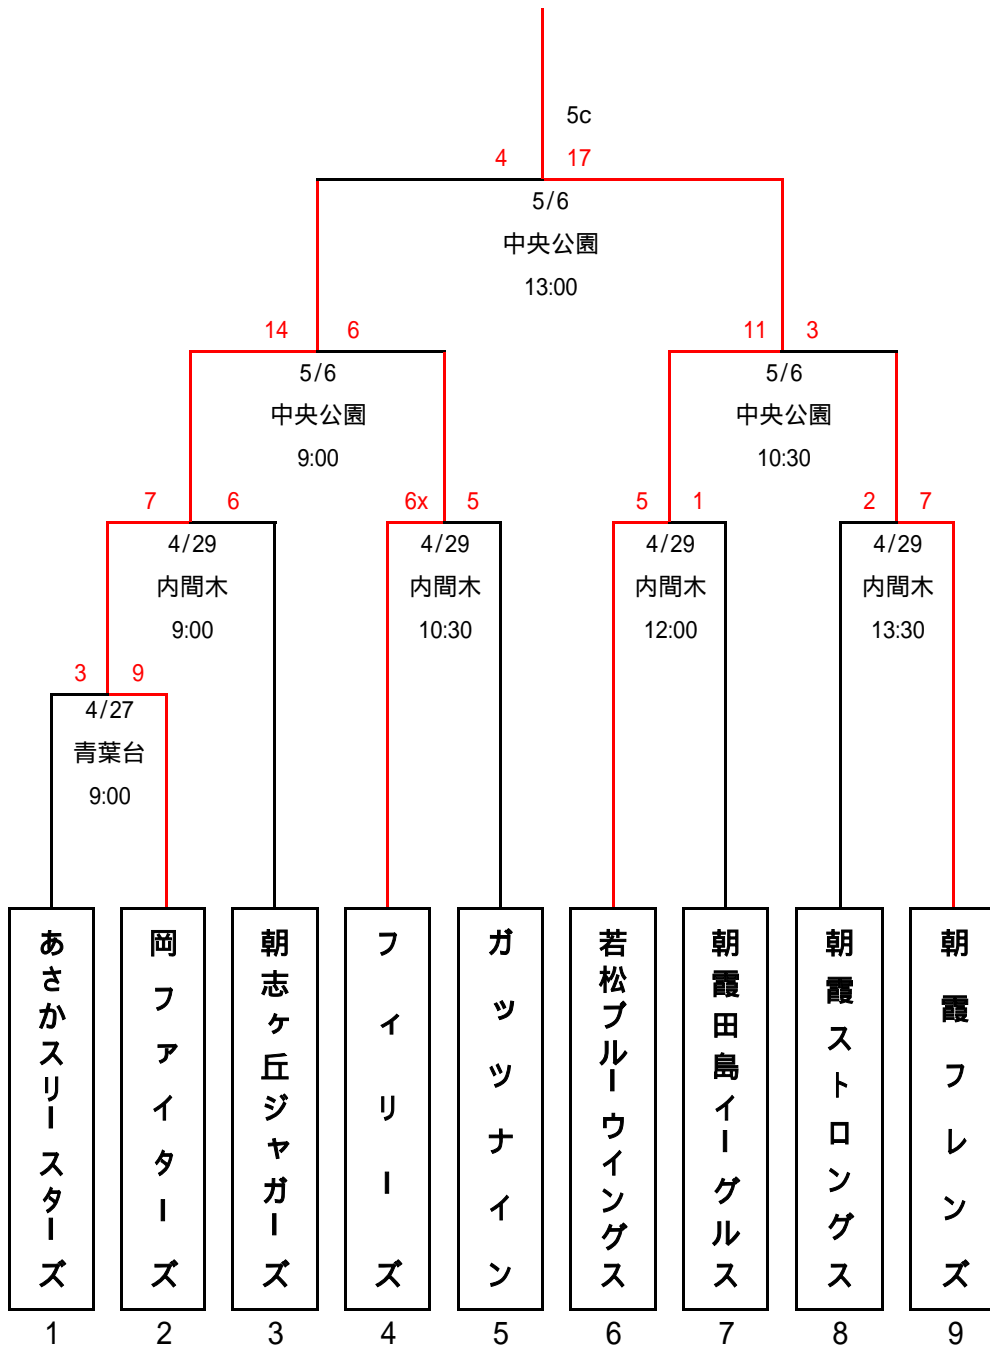 5c
4 17
5/6
中央公園
13:00
14 6 11 3
5/6 5/6
中央公園 中央公園
9:00 10:30
7 6 6x 5 5 1 2 7
4/29 4/29 4/29 4/29
内間木 内間木 内間木 内間木
9:00 10:30 12:00 13:30
3 9
4/27
青葉台
9:00
あさかスリースターズ
岡ファイターズ
朝志ヶ丘ジャガーズ
フィリーズ
ガッツナイン
若松ブルーウイングス
朝霞田島イーグルス
朝霞ストロングス
朝霞フレンズ
1 2 3 4 5 6 7 8 9